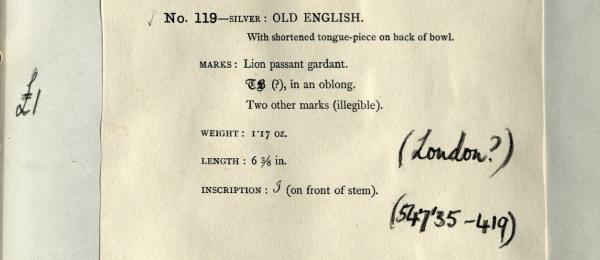 £1
No. 119—SILVER: OLD ENGLISH.
With shortened tongue-piece on back of bowl.
MARKS: Lion passant gardant.
TB (?), in an oblong.
Two other marks (illegible).
WEIGHT: 1·17 oz.
LENGTH: 6 3/8 in.
INSCRIPTION: I (on front of stem).
(London?)
(547'35-419)